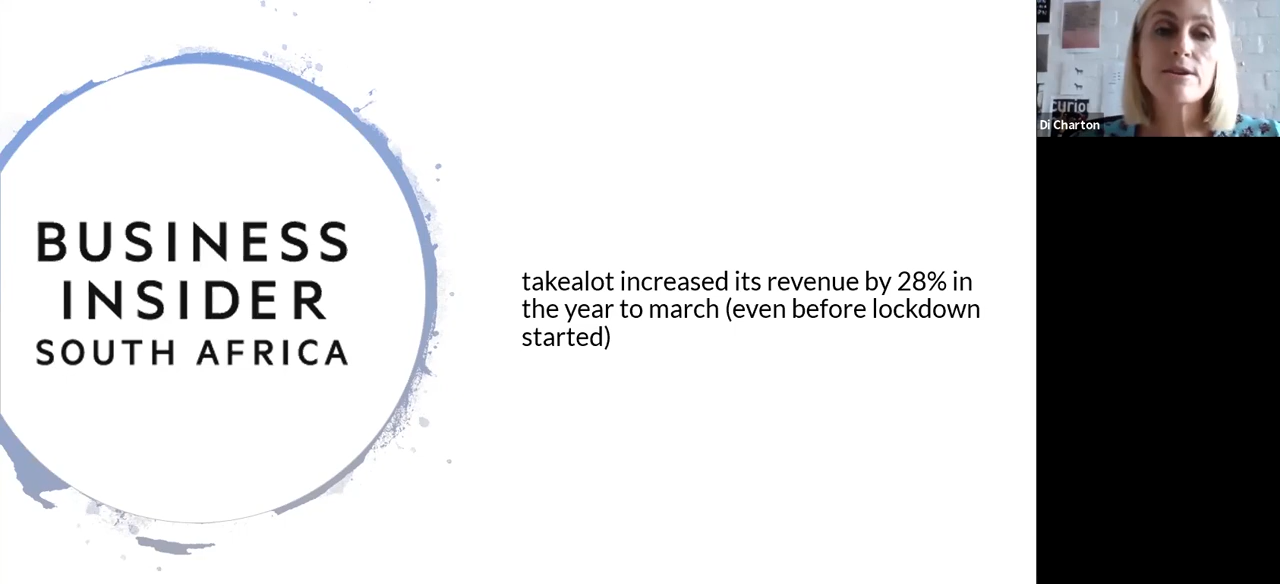 BUSINESS
INSIDER
SOUTH AFRICA
takealot increased its revenue by 28% in
the year to march (even before lockdown
started)
curio
Di Charton